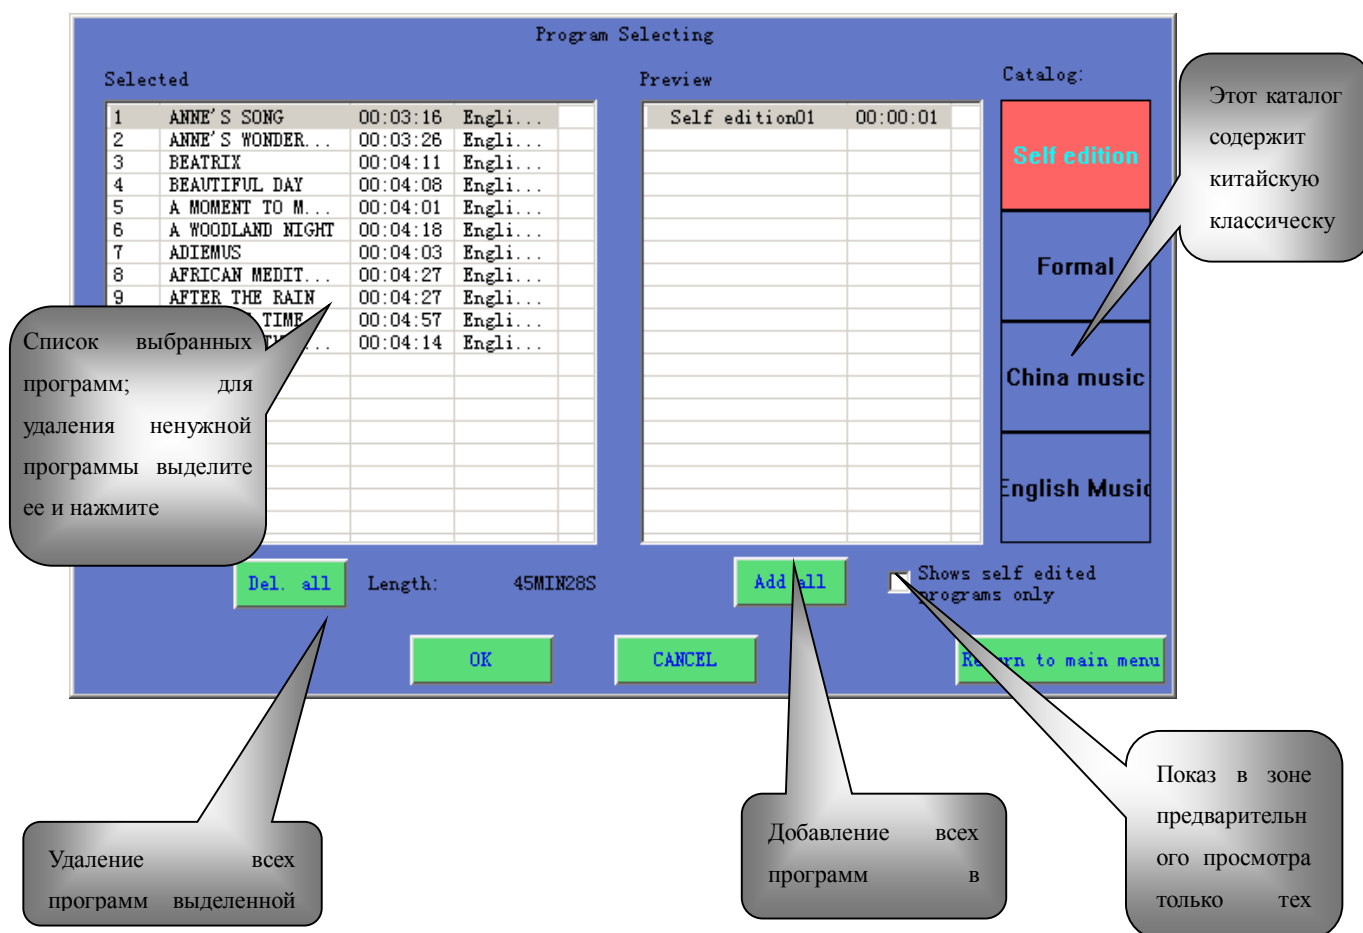 Program Selecting
Selected
Preview
Catalog:
1 ANNE'S SONG 00:03:16 Engli...
2 ANNE'S WONDER... 00:03:26 Engli...
3 BEATRIX 00:04:11 Engli...
4 BEAUTIFUL DAY 00:04:08 Engli...
5 A MOMENT TO M... 00:04:01 Engli...
6 A WOODLAND NIGHT 00:04:18 Engli...
7 ADIEMUS 00:04:03 Engli...
8 AFRICAN MEDIT... 00:04:27 Engli...
9 AFTER THE RAIN 00:04:27 Engli...
TIME 00:04:57 Engli...
00:04:14 Engli...
Self edition01 00:00:01
Self edition
Formal
China music
English Music
Этот каталог
содержит
китайскую
классическу
Список выбранных
программ; для
удаления ненужной
программы выделите
ее и нажмите
Del. all
Length: 45MIN28S
Add all
Shows self edited
programs only
OK
CANCEL
Return to main menu
Удаление всех
программ выделенной
Добавление всех
программ в
Показ в зоне
предварительн
ого просмотра
только тех